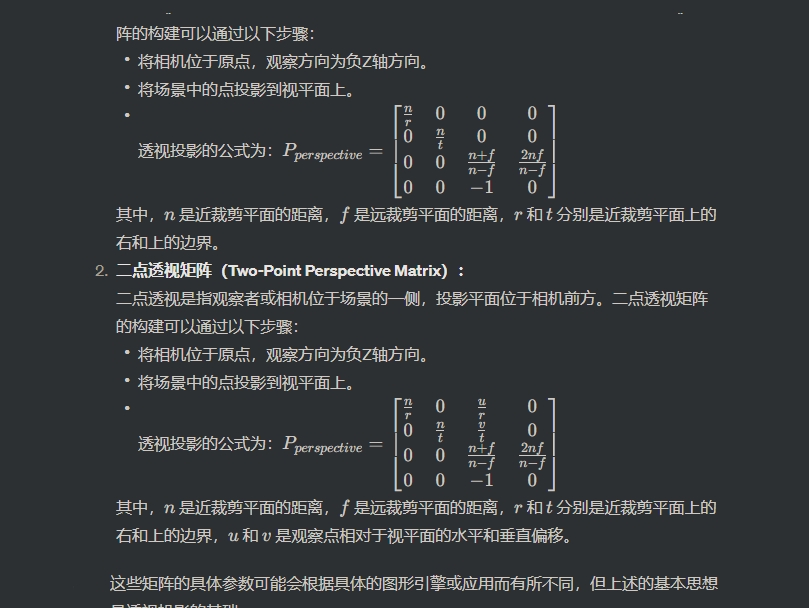 阵的构建可以通过以下步骤：
• 将相机位于原点，观察方向为负Z轴方向。
• 将场景中的点投影到视平面上。
•
透视投影的公式为：P_{perspective} = \begin{bmatrix} \frac{n}{r} & 0 & 0 & 0 \\ 0 & \frac{n}{t} & 0 & 0 \\ 0 & 0 & \frac{n+f}{n-f} & \frac{2nf}{n-f} \\ 0 & 0 & -1 & 0 \end{bmatrix}
其中，n 是近裁剪平面的距离，f 是远裁剪平面的距离，r 和 t 分别是近裁剪平面上的
右和上的边界。
2. 二点透视矩阵（Two-Point Perspective Matrix）：
二点透视是指观察者或相机位于场景的一侧，投影平面位于相机前方。二点透视矩阵
的构建可以通过以下步骤：
• 将相机位于原点，观察方向为负Z轴方向。
• 将场景中的点投影到视平面上。
•
透视投影的公式为：P_{perspective} = \begin{bmatrix} \frac{n}{r} & 0 & \frac{u}{r} & 0 \\ 0 & \frac{n}{t} & \frac{v}{t} & 0 \\ 0 & 0 & \frac{n+f}{n-f} & \frac{2nf}{n-f} \\ 0 & 0 & -1 & 0 \end{bmatrix}
其中，n 是近裁剪平面的距离，f 是远裁剪平面的距离，r 和 t 分别是近裁剪平面上的
右和上的边界，u 和 v 是观察点相对于视平面的水平和垂直偏移。
这些矩阵的具体参数可能会根据具体的图形引擎或应用而有所不同，但上述的基本思想